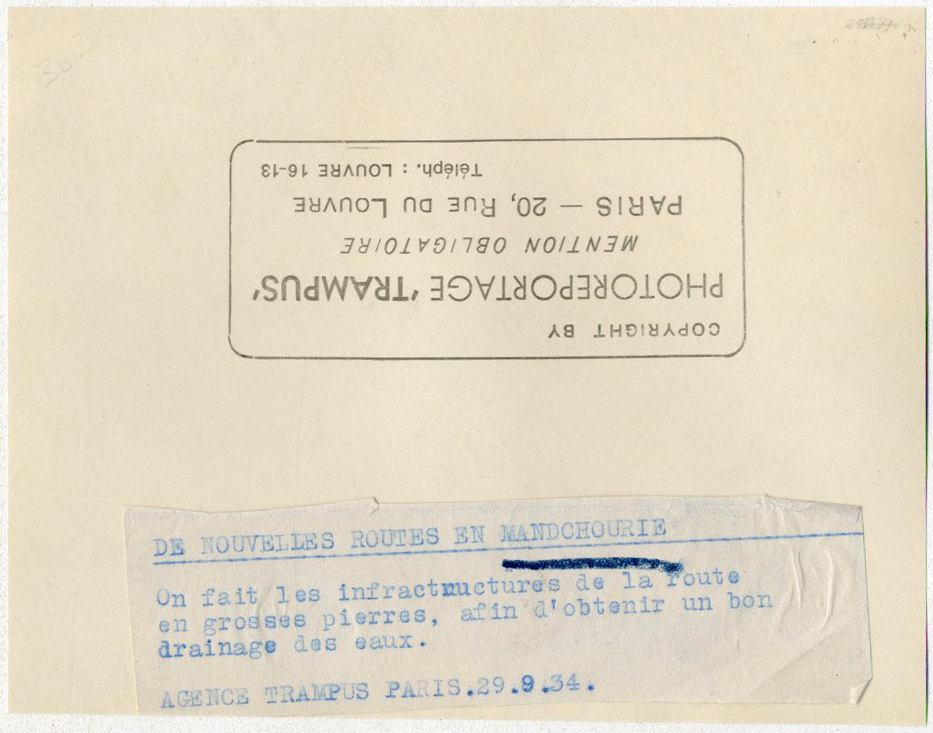 COPYRIGHT BY
PHOTOREPORTAGE 'TRAMPUS'
MENTION OBLIGATOIRE
PARIS — 20, RUE DU LOUVRE
Téléph. : LOUVRE 16-13
DE NOUVELLES ROUTES EN MANDCHOURIE
On fait les infractructures de la route
en grosses pierres, afin d'obtenir un bon
drainage des eaux.
AGENCE TRAMPUS PARIS.29.9.34.